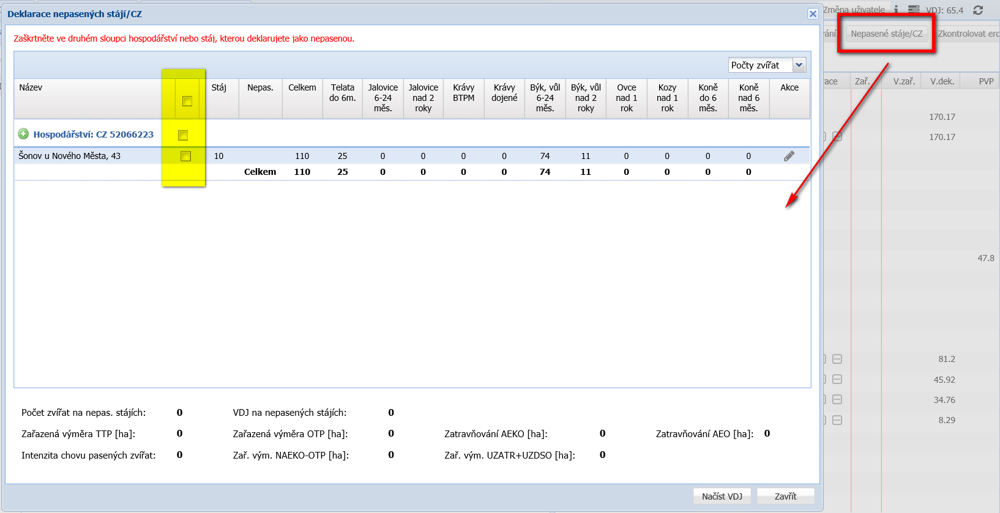 Deklarace nepasených stájí/CZ
Změna uživatele
VDJ: 65.4
Zaškrtněte ve druhém sloupci hospodářství nebo stáj, kterou deklarujete jako nepasenou.
Nepasené stáje/CZ
Zkontrolovat
Počty zvířat
Název
Stáj
Nepas.
Celkem
Telata do 6m.
Jalovice 6-24 měs.
Jalovice nad 2 roky
Krávy BTPM
Krávy dojené
Býk, vůl 6-24 měs.
Býk, vůl nad 2 roky
Ovce nad 1 rok
Kozy nad 1 rok
Koně do 6 měs.
Koně nad 6 měs.
Akce
Zař.
V.zař.
V.dek.
PVP
Hospodářství: CZ 52066223
Šonov u Nového Města, 43 10 110 25 0 0 0 0 74 11 0 0 0 0
Celkem 110 25 0 0 0 0 74 11 0 0 0 0
170.17
170.17
47.8
81.2
45.92
34.76
8.29
Počet zvířat na nepas. stájích: 0 VDJ na nepasených stájích: 0
Zařazená výměra TTP [ha]: 0 Zařazená výměra OTP [ha]: 0 Zatravňování AEKO [ha]: 0 Zatravňování AEO [ha]: 0
Intenzita chovu pasených zvířat: 0 Zař. vým. NAEKO-OTP [ha]: 0 Zař. vým. UZATR+UZDSO [ha]: 0
Načíst VDJ Zavřít